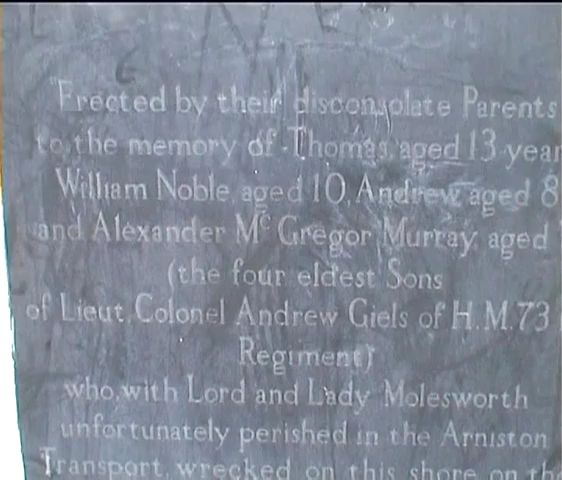 "Erected by their disconsolate Parents
to the memory of Thomas aged 13 year
William Noble, aged 10, Andrew aged 8
and Alexander Mc Gregor Murray aged
(the four eldest Sons
of Lieut. Colonel Andrew Giels of H.M. 73
Regiment)
who, with Lord and Lady Molesworth
unfortunately perished in the Arniston
Transport, wrecked on this shore on the